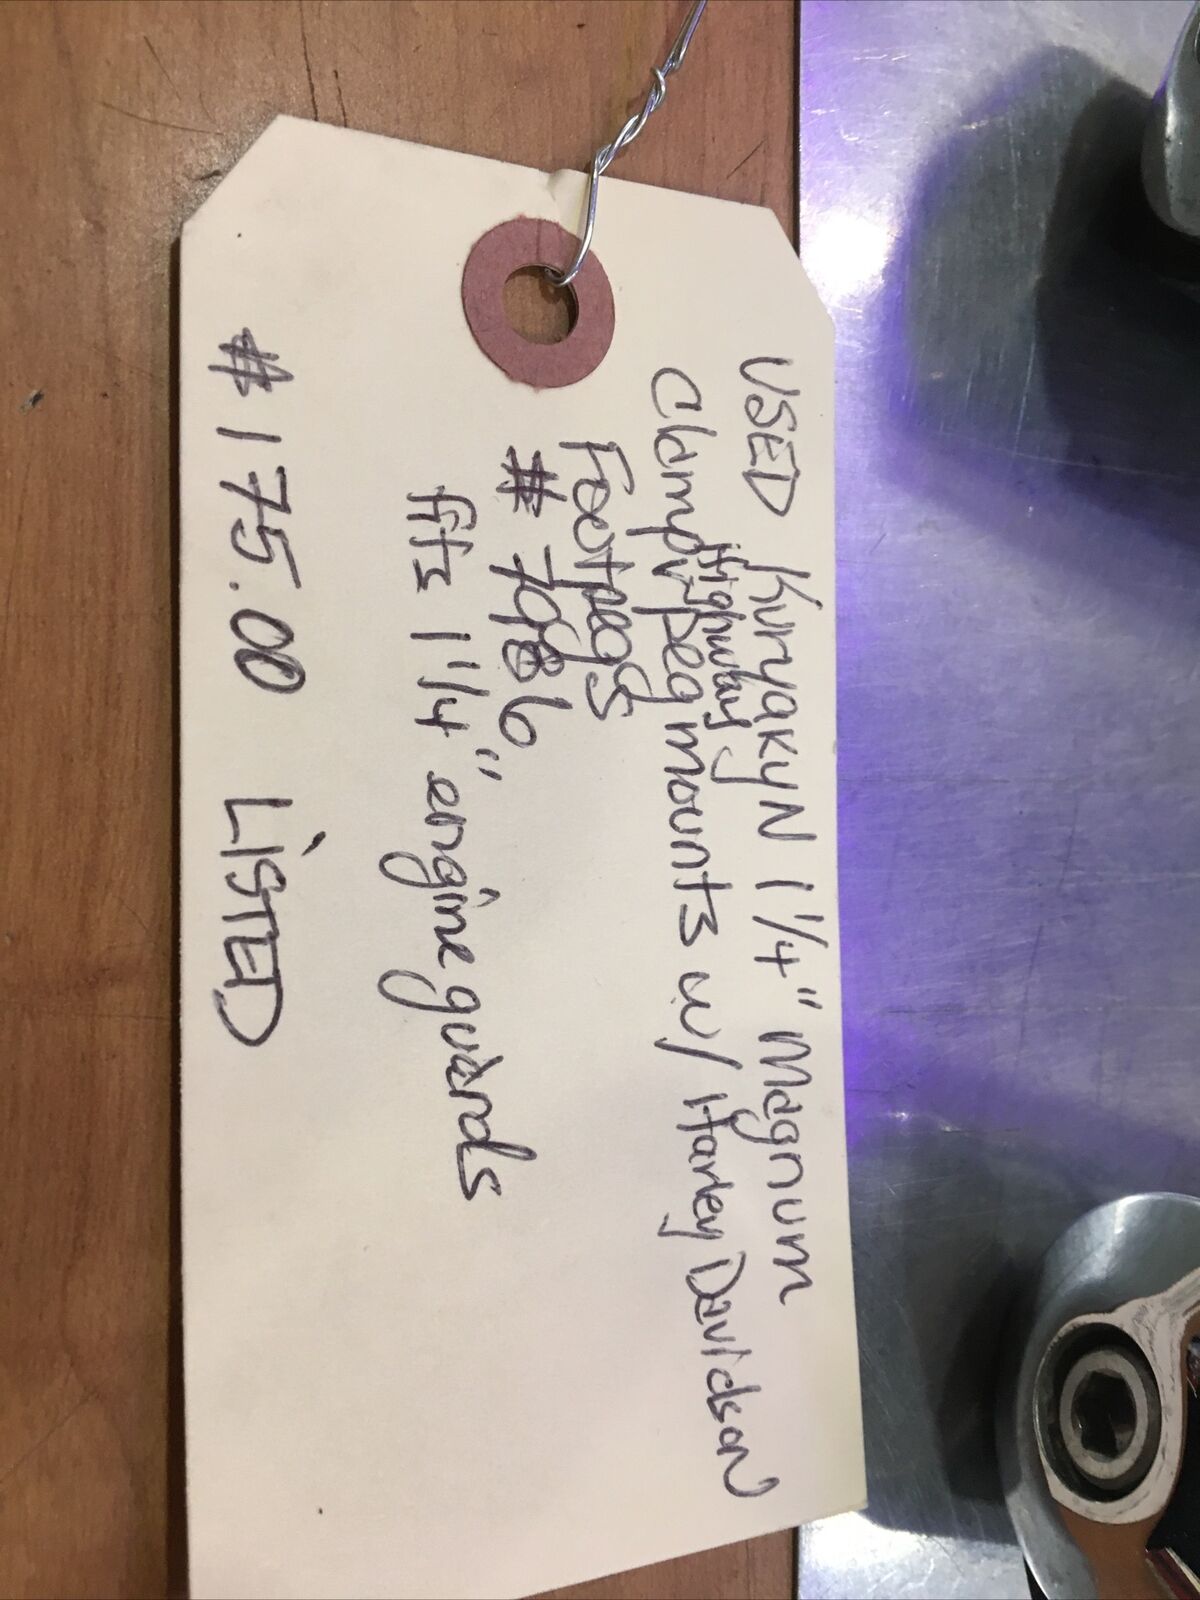 USED Kuryakyn 1 1/4" Magnum
Highway
Clamp peg mounts w/ Harley Davidson
Footpegs
# 7986
fits 1 1/4" engine guards
$175.00 LISTED